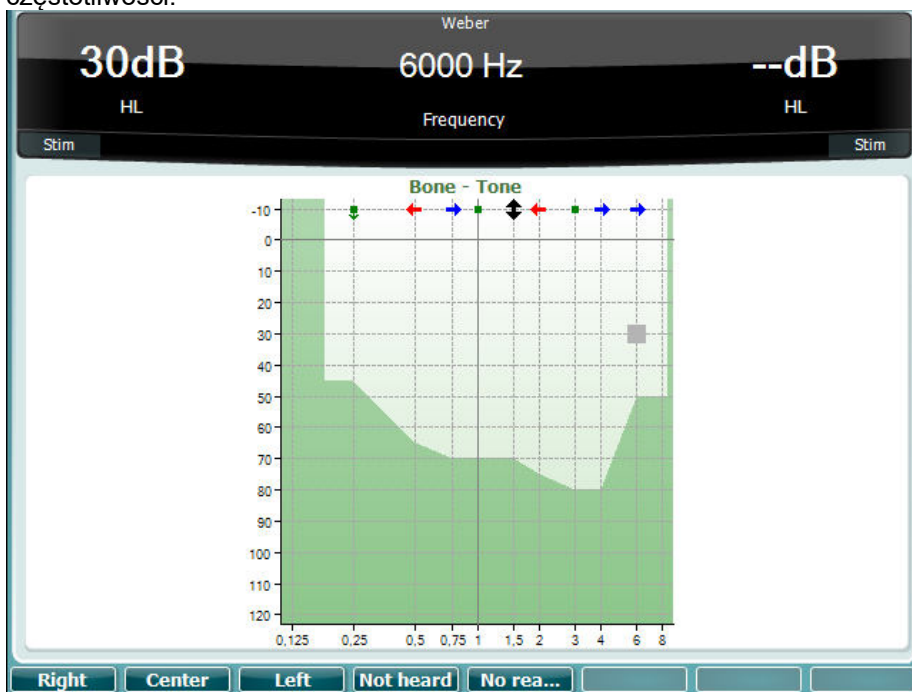 częstotliwości.
Weber
30dB 6000 Hz --dB
HL Frequency HL
Stim Stim
Bone - Tone
-10
0
10
20
30
40
50
60
70
80
90
100
110
120
0,125 0,25 0,5 0,75 1 1,5 2 3 4 6 8
Right Center Left Not heard No rea...